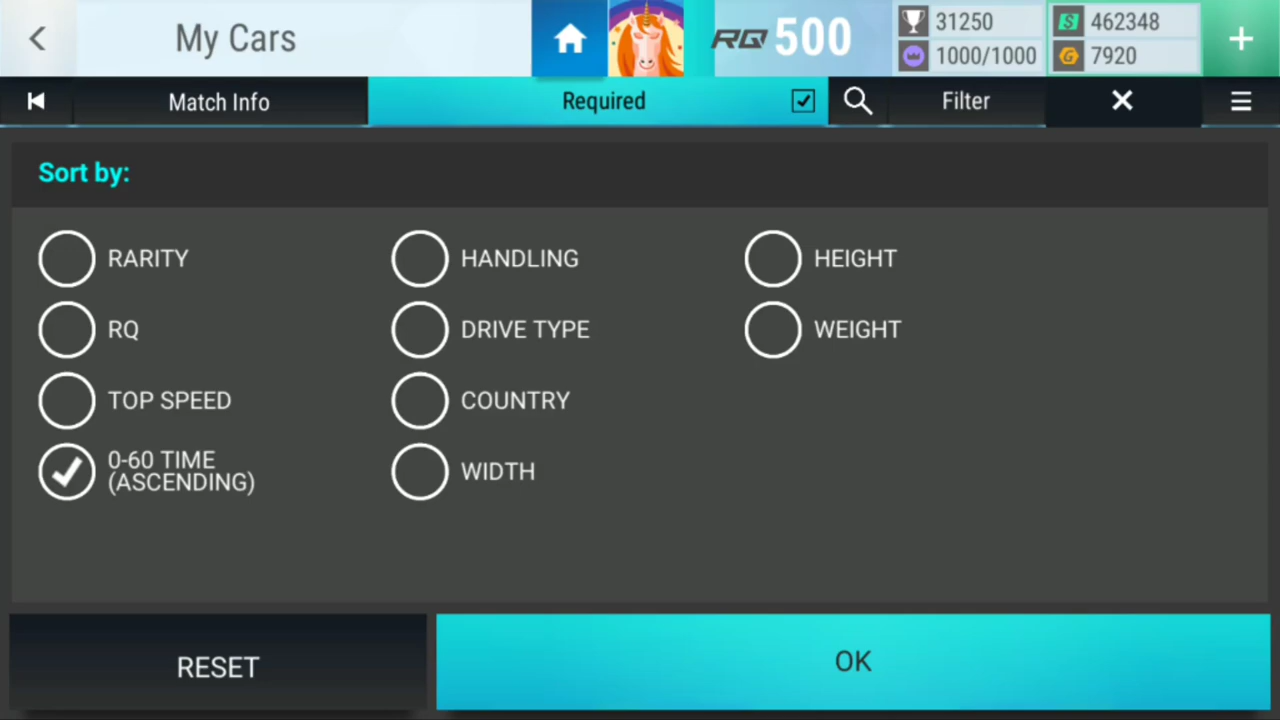 My Cars
RQ 500
31250
1000/1000
462348
7920
Match Info
Required
Filter
Sort by:
RARITY
HANDLING
HEIGHT
RQ
DRIVE TYPE
WEIGHT
TOP SPEED
COUNTRY
0-60 TIME
(ASCENDING)
WIDTH
RESET
OK